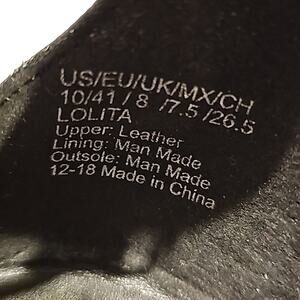 US/EU/UK/MX/CH
10/41/8 /7.5/26.5
LOLITA
Upper: Leather
Lining: Man Made
Outsole: Man Made
12-18 Made in China